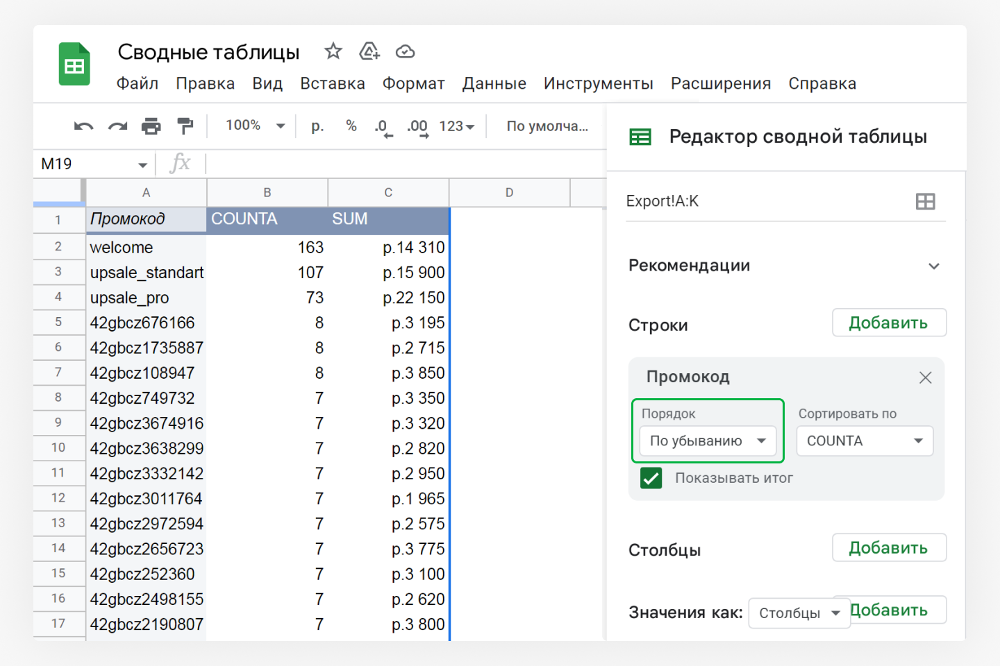 Сводные таблицы
Файл Правка Вид Вставка Формат Данные Инструменты Расширения Справка
100% р. % .0 .00 123 По умолча...
Редактор сводной таблицы
M19 fx
Export!A:K
A B C D
1 Промокод COUNTA SUM
2 welcome 163 р.14 310
3 upsale_standart 107 р.15 900
4 upsale_pro 73 р.22 150
5 42gbcz676166 8 р.3 195
6 42gbcz1735887 8 р.2 715
7 42gbcz108947 8 р.3 850
8 42gbcz749732 7 р.3 350
9 42gbcz3674916 7 р.3 320
10 42gbcz3638299 7 р.2 820
11 42gbcz3332142 7 р.2 950
12 42gbcz3011764 7 р.1 965
13 42gbcz2972594 7 р.2 575
14 42gbcz2656723 7 р.3 775
15 42gbcz252360 7 р.3 100
16 42gbcz2498155 7 р.2 620
17 42gbcz2190807 7 р.3 800
Рекомендации
Строки Добавить
Промокод
Порядок Сортировать по
По убыванию COUNTA
Показывать итог
Столбцы Добавить
Значения как: Столбцы Добавить